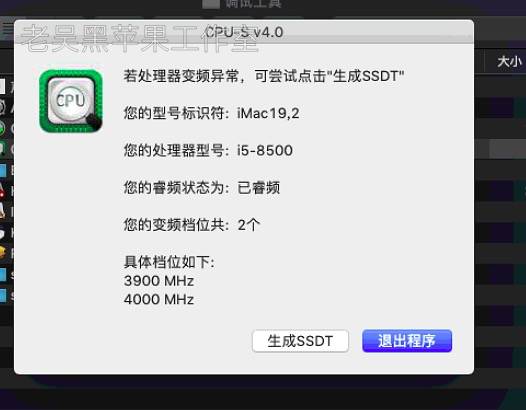 调试工具
CPU-S v4.0
老吴黑苹果工作室
大小
若处理器变频异常，可尝试点击"生成SSDT"
CPU
您的型号标识符：iMac19,2
您的处理器型号：i5-8500
您的睿频状态为：已睿频
您的变频档位共：2个
具体档位如下：
3900 MHz
4000 MHz
生成SSDT
退出程序